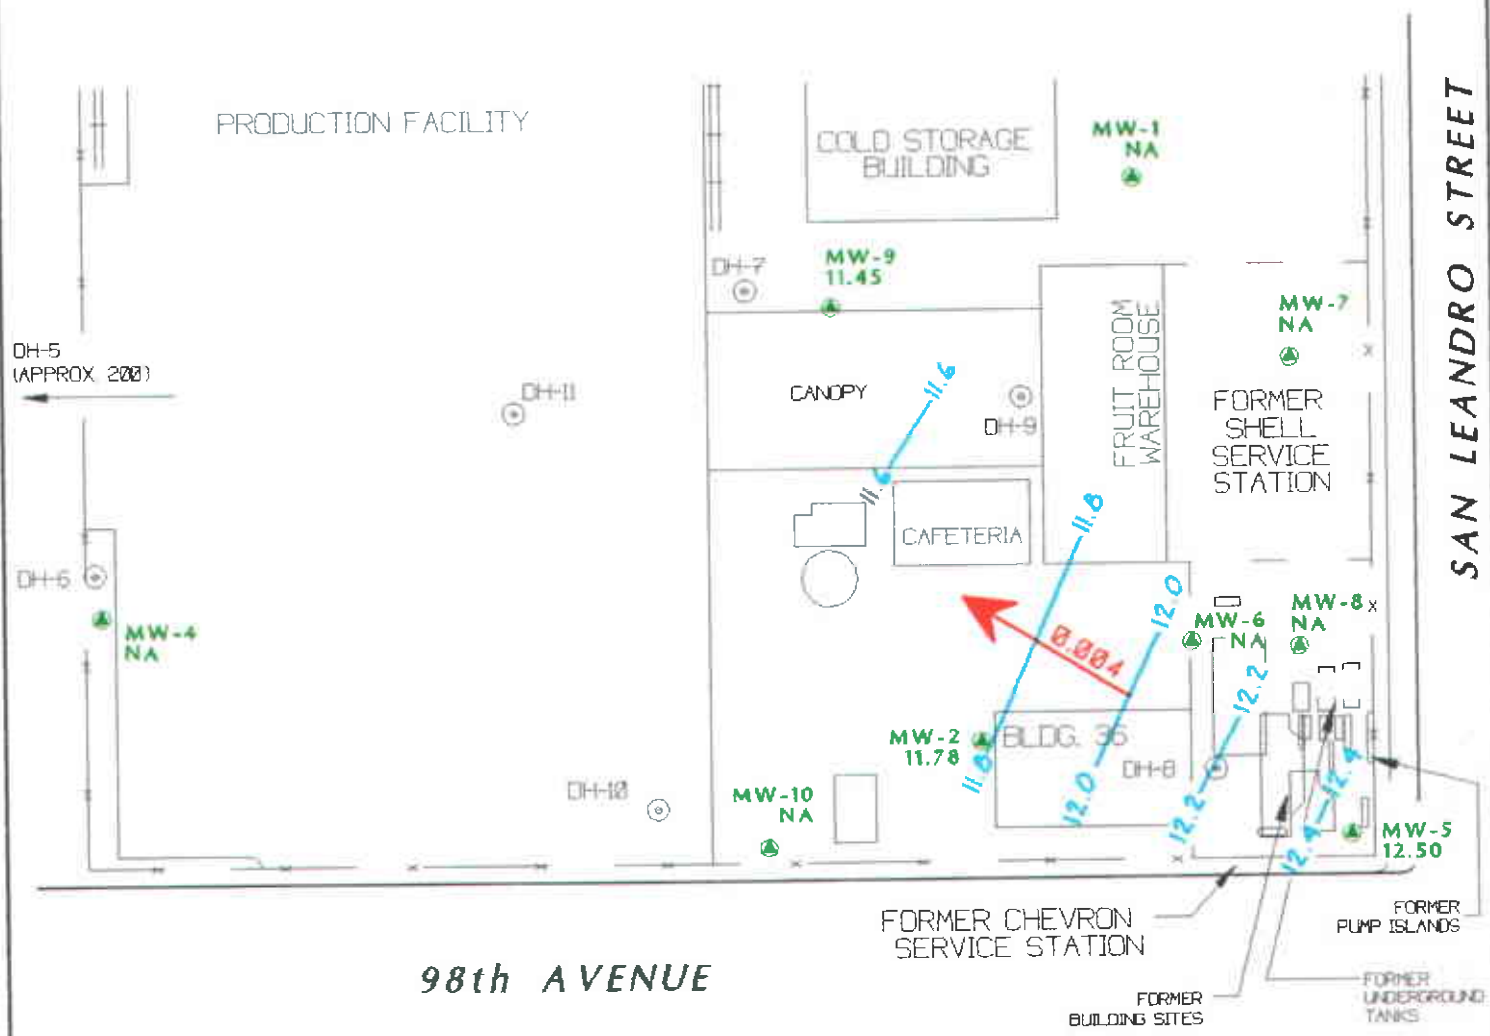 PRODUCTION FACILITY
COLD STORAGE
BUILDING
MW-1
NA
SAN LEANDRO STREET
DH-7
MW-9
11.45
MW-7
NA
DH-5
(APPROX 200)
DH-11
CANOPY
11.6
DH-9
FRUIT ROOM
WAREHOUSE
FORMER
SHELL
SERVICE
STATION
11.6
11.8
CAFETERIA
DH-6
MW-4
NA
0.004
12.0
MW-6
NA
MW-8
NA
12.2
MW-2
11.78
BLDG. 36
DH-8
11.8
12.0
12.2
12.4
12.4
DH-10
MW-10
NA
MW-5
12.50
FORMER CHEVRON
SERVICE STATION
FORMER
PUMP ISLANDS
98th AVENUE
FORMER
BUILDING SITES
FORMER
UNDERGROUND
TANKS